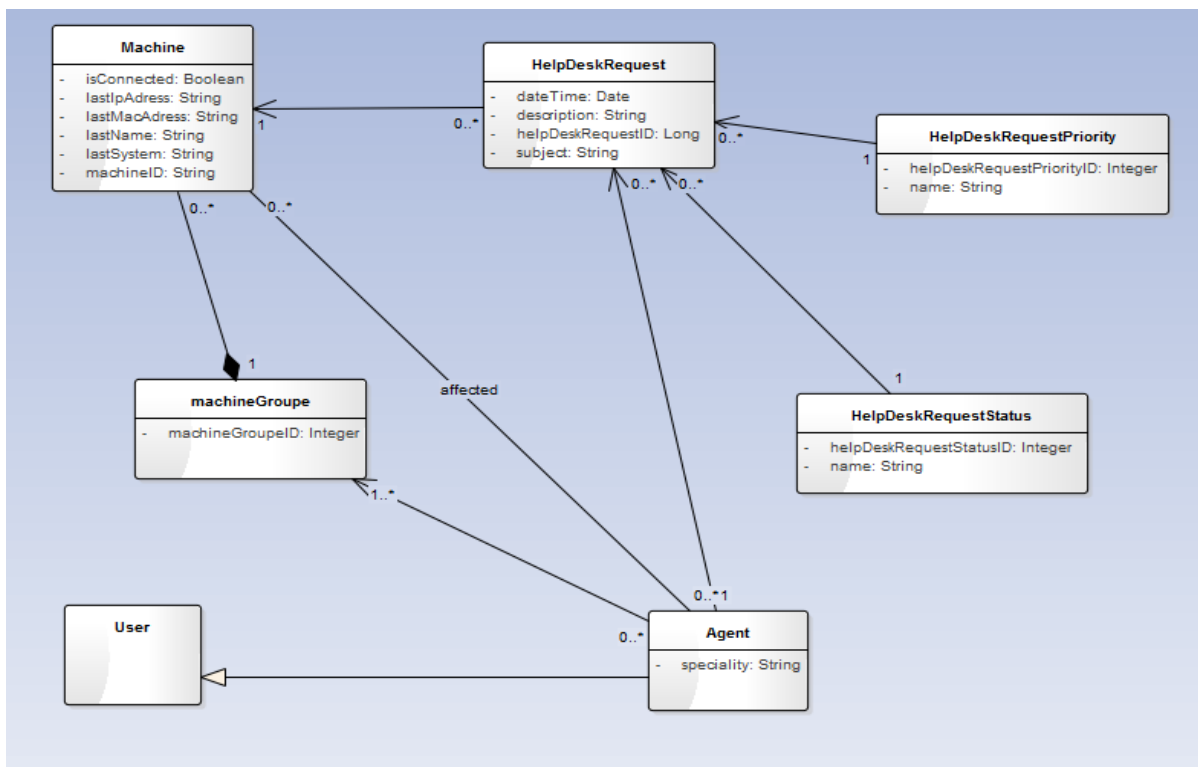 Machine
- isConnected: Boolean
- lastIpAdress: String
- lastMacAdress: String
- lastName: String
- lastSystem: String
- machineID: String
HelpDeskRequest
- dateTime: Date
- description: String
- helpDeskRequestID: Long
- subject: String
HelpDeskRequestPriority
- helpDeskRequestPriorityID: Integer
- name: String
1
0..*
0..*
1
0..*
0..*
0..*
0..*
affected
1
1
machineGroupe
- machineGroupeID: Integer
HelpDeskRequestStatus
- helpDeskRequestStatusID: Integer
- name: String
1..*
0..*
0..*1
User
Agent
- speciality: String